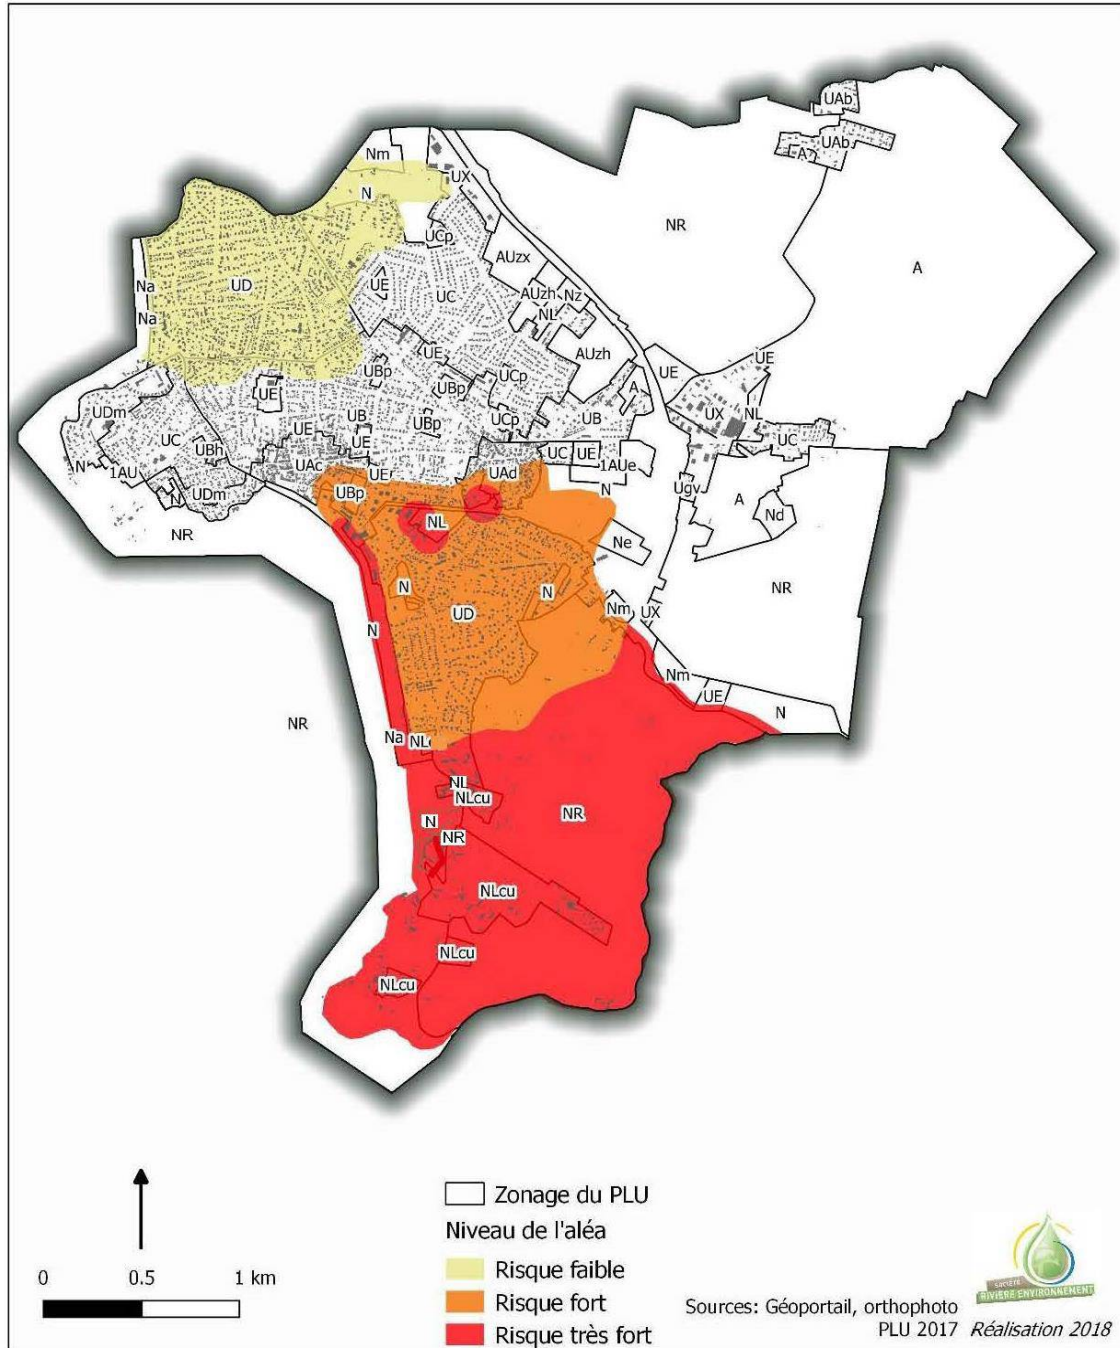 UAb
UAb
A
Nm
UX
N
NR
UCp
AUzx
A
Na
UD
UE
UC
AUzh
Nz
NL
Na
UE
UBp
AUzh
UE
UE
UBp
UCp
A
UE
UDm
UB
UBp
UCp
UB
UX
NL
UC
UBh
UE
UE
UC
UE
UC
N
1AU
UAc
UE
UAd
1AUe
UDm
N
UBp
N
Ugv
A
Nd
NL
NR
Ne
N
N
NR
UD
Nm
UX
N
Nm
UE
N
NR
Na
NL
NL
NLcu
NR
N
NR
NLcu
NLcu
NLcu
Zonage du PLU
Niveau de l'aléa
0 0.5 1 km
Risque faible
Risque fort
Risque très fort
Sources: Géoportail, orthophoto
PLU 2017 Réalisation 2018
SOCIÉTÉ
RIVIÈRE ENVIRONNEMENT